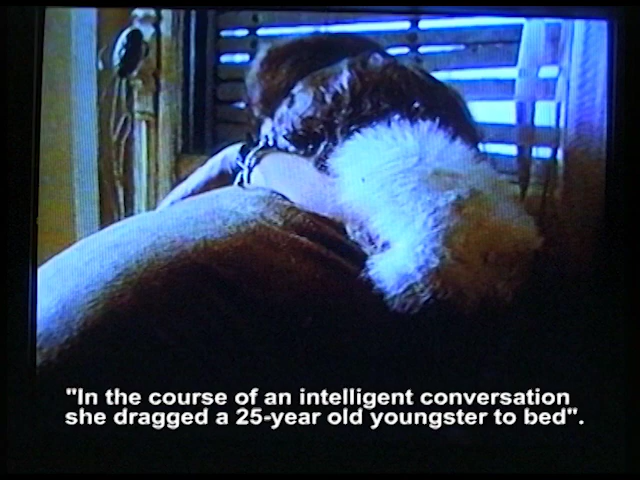 "In the course of an intelligent conversation
she dragged a 25-year old youngster to bed".